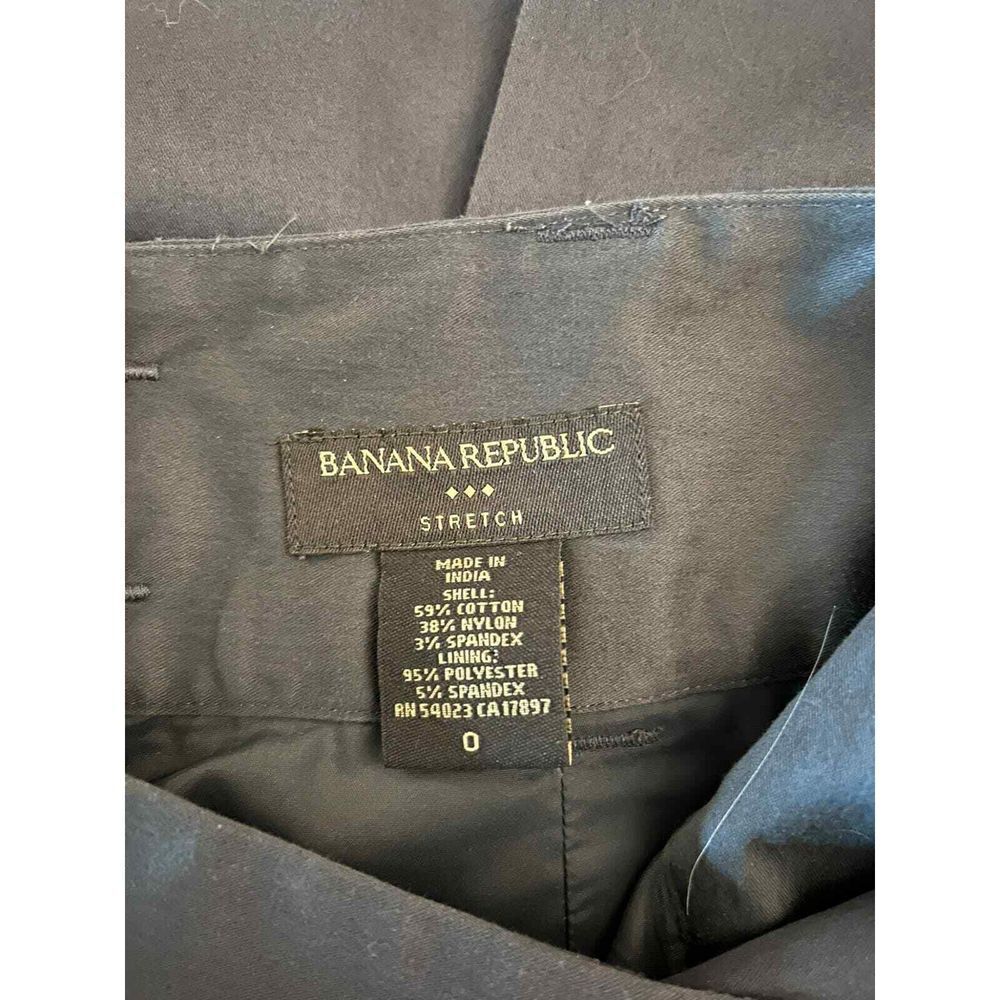 BANANA REPUBLIC
STRETCH
MADE IN
INDIA
SHELL:
59% COTTON
38% NYLON
3% SPANDEX
LINING:
95% POLYESTER
5% SPANDEX
RN 54023 CA 17897
0